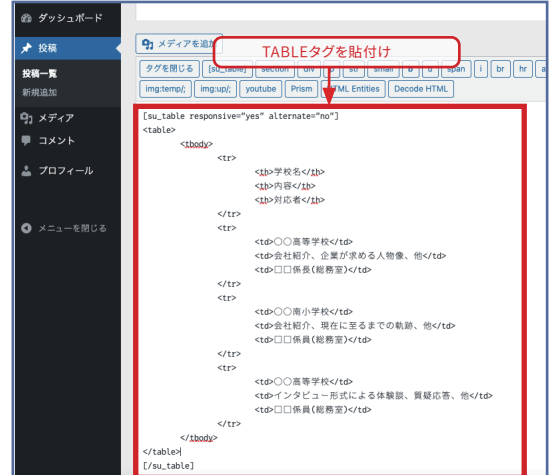 ダッシュボード
投稿
投稿一覧
新規追加
メディア
コメント
プロフィール
メニューを閉じる
メディアを追加
TABLEタグを貼付け
タグを閉じる [su_table] section div p str small b u span i br hr a
img:temp/; img:up/; youtube Prism HTML Entities Decode HTML
[su_table responsive="yes" alternate="no"]
<table>
<tbody>
<tr>
<th>学校名</th>
<th>内容</th>
<th>対応者</th>
</tr>
<tr>
<td>○○高等学校</td>
<td>会社紹介、企業が求める人物像、他</td>
<td>□□係長(総務室)</td>
</tr>
<tr>
<td>○○南小学校</td>
<td>会社紹介、現在に至るまでの軌跡、他</td>
<td>□□係員(総務室)</td>
</tr>
<tr>
<td>○○高等学校</td>
<td>インタビュー形式による体験談、質疑応答、他</td>
<td>□□係員(総務室)</td>
</tr>
</tbody>
</table>
[/su_table]